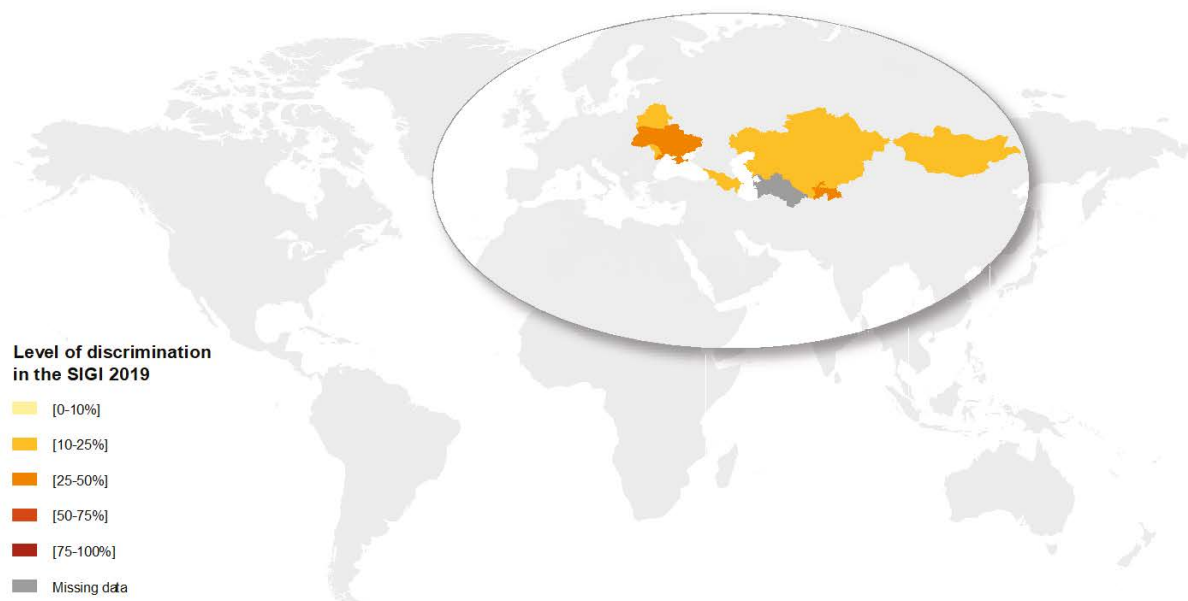 Level of discrimination
in the SIGI 2019
[0-10%]
[10-25%]
[25-50%]
[50-75%]
[75-100%]
Missing data